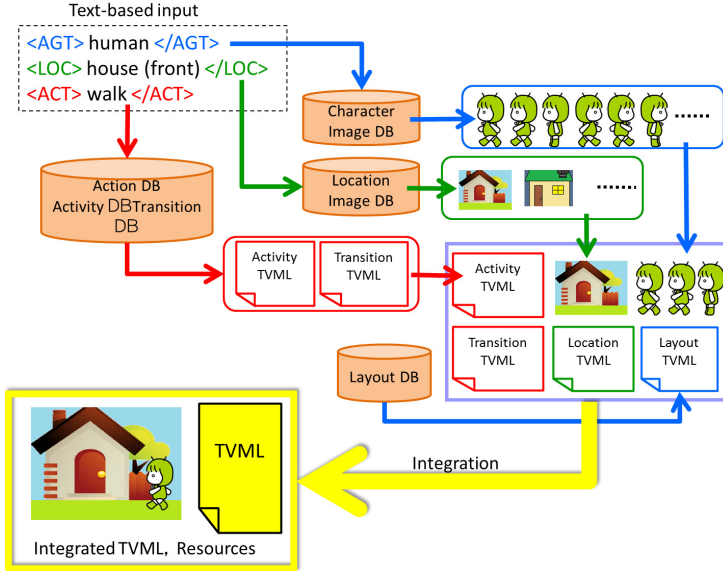 Text-based input
<AGT> human </AGT>
<LOC> house (front) </LOC>
<ACT> walk </ACT>
Character
Image DB
Location
Image DB
Action DB
Activity DBTransition
DB
Activity
TVML
Transition
TVML
Activity
TVML
Transition
TVML
Location
TVML
Layout
TVML
Layout DB
Integration
TVML
Integrated TVML, Resources